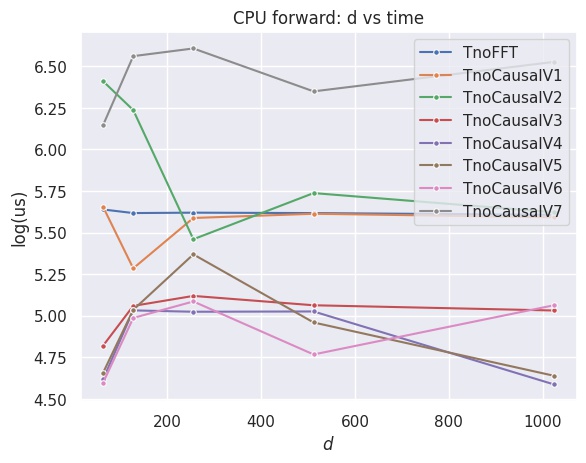 CPU forward: d vs time
TnoFFT
TnoCausalV1
TnoCausalV2
TnoCausalV3
TnoCausalV4
TnoCausalV5
TnoCausalV6
TnoCausalV7
log(us)
6.50
6.25
6.00
5.75
5.50
5.25
5.00
4.75
4.50
200 400 600 800 1000
d